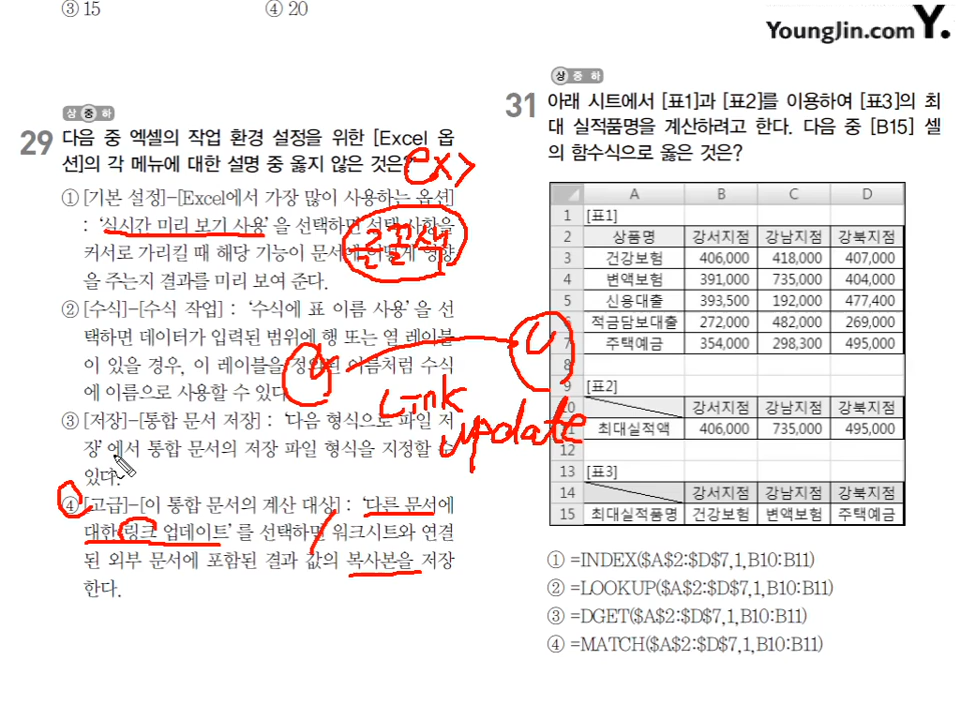 ③ 15
④ 20
YoungJin.com Y.
상 중 하
29 다음 중 엑셀의 작업 환경 설정을 위한 [Excel 옵
션]의 각 메뉴에 대한 설명 중 옳지 않은 것은?
① [기본 설정]-[Excel에서 가장 많이 사용하는 옵션]
: ‘실시간 미리 보기 사용’을 선택하면 선택 사항을
커서로 가리킬 때 해당 기능이 문서에 어떻게 영향
을 주는지 결과를 미리 보여 준다.
② [수식]-[수식 작업] : ‘수식에 표 이름 사용’을 선
택하면 데이터가 입력된 범위에 행 또는 열 레이블
이 있을 경우, 이 레이블을 정의된 이름처럼 수식
에 이름으로 사용할 수 있다.
③ [저장]-[통합 문서 저장] : ‘다음 형식으로 파일 저
장’에서 통합 문서의 저장 파일 형식을 지정할 수
있다.
④ [고급]-[이 통합 문서의 계산 대상] : ‘다른 문서에
대한 링크 업데이트’를 선택하면 워크시트와 연결
된 외부 문서에 포함된 결과 값의 복사본을 저장
한다.
ex>
글꼴색
Link
update
상 중 하
31 아래 시트에서 [표1]과 [표2]를 이용하여 [표3]의 최
대 실적품명을 계산하려고 한다. 다음 중 [B15] 셀
의 함수식으로 옳은 것은?
A B C D
1 [표1]
2 상품명 강서지점 강남지점 강북지점
3 건강보험 406,000 418,000 407,000
4 변액보험 391,000 735,000 404,000
5 신용대출 393,500 192,000 477,400
적금담보대출 272,000 482,000 269,000
7 주택예금 354,000 298,300 495,000
8
9 [표2]
10 강서지점 강남지점 강북지점
11 최대실적액 406,000 735,000 495,000
12
13 [표3]
14 강서지점 강남지점 강북지점
15 최대실적품명 건강보험 변액보험 주택예금
① =INDEX($A$2:$D$7,1,B10:B11)
② =LOOKUP($A$2:$D$7,1,B10:B11)
③ =DGET($A$2:$D$7,1,B10:B11)
④ =MATCH($A$2:$D$7,1,B10:B11)